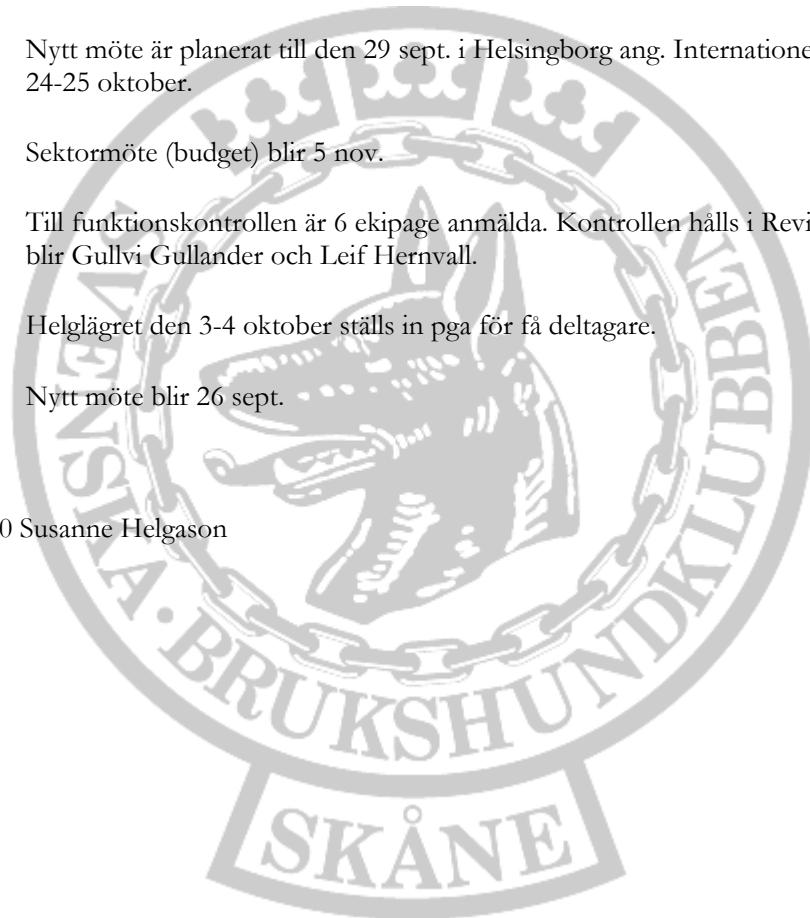 Nytt möte är planerat till den 29 sept. i Helsingborg ang. Internatione
24-25 oktober.
Sektormöte (budget) blir 5 nov.
Till funktionskontrollen är 6 ekipage anmälda. Kontrollen hålls i Revi
blir Gullvi Gullander och Leif Hernvall.
Helglägret den 3-4 oktober ställs in pga för få deltagare.
Nytt möte blir 26 sept.
0 Susanne Helgason
SVENSKA · BRUKSHUNDKLUBBEN
SKÅNE